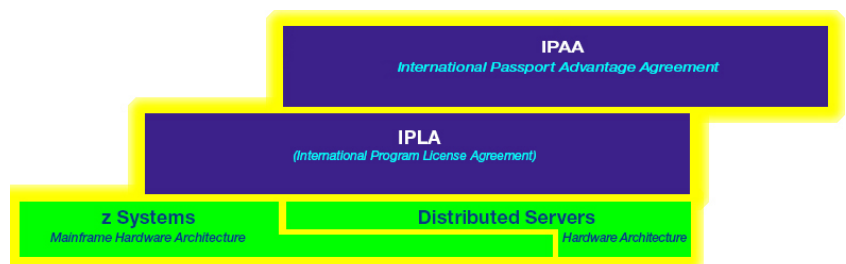 IPAA
International Passport Advantage Agreement
IPLA
(International Program License Agreement)
z Systems
Mainframe Hardware Architecture
Distributed Servers
Hardware Architecture